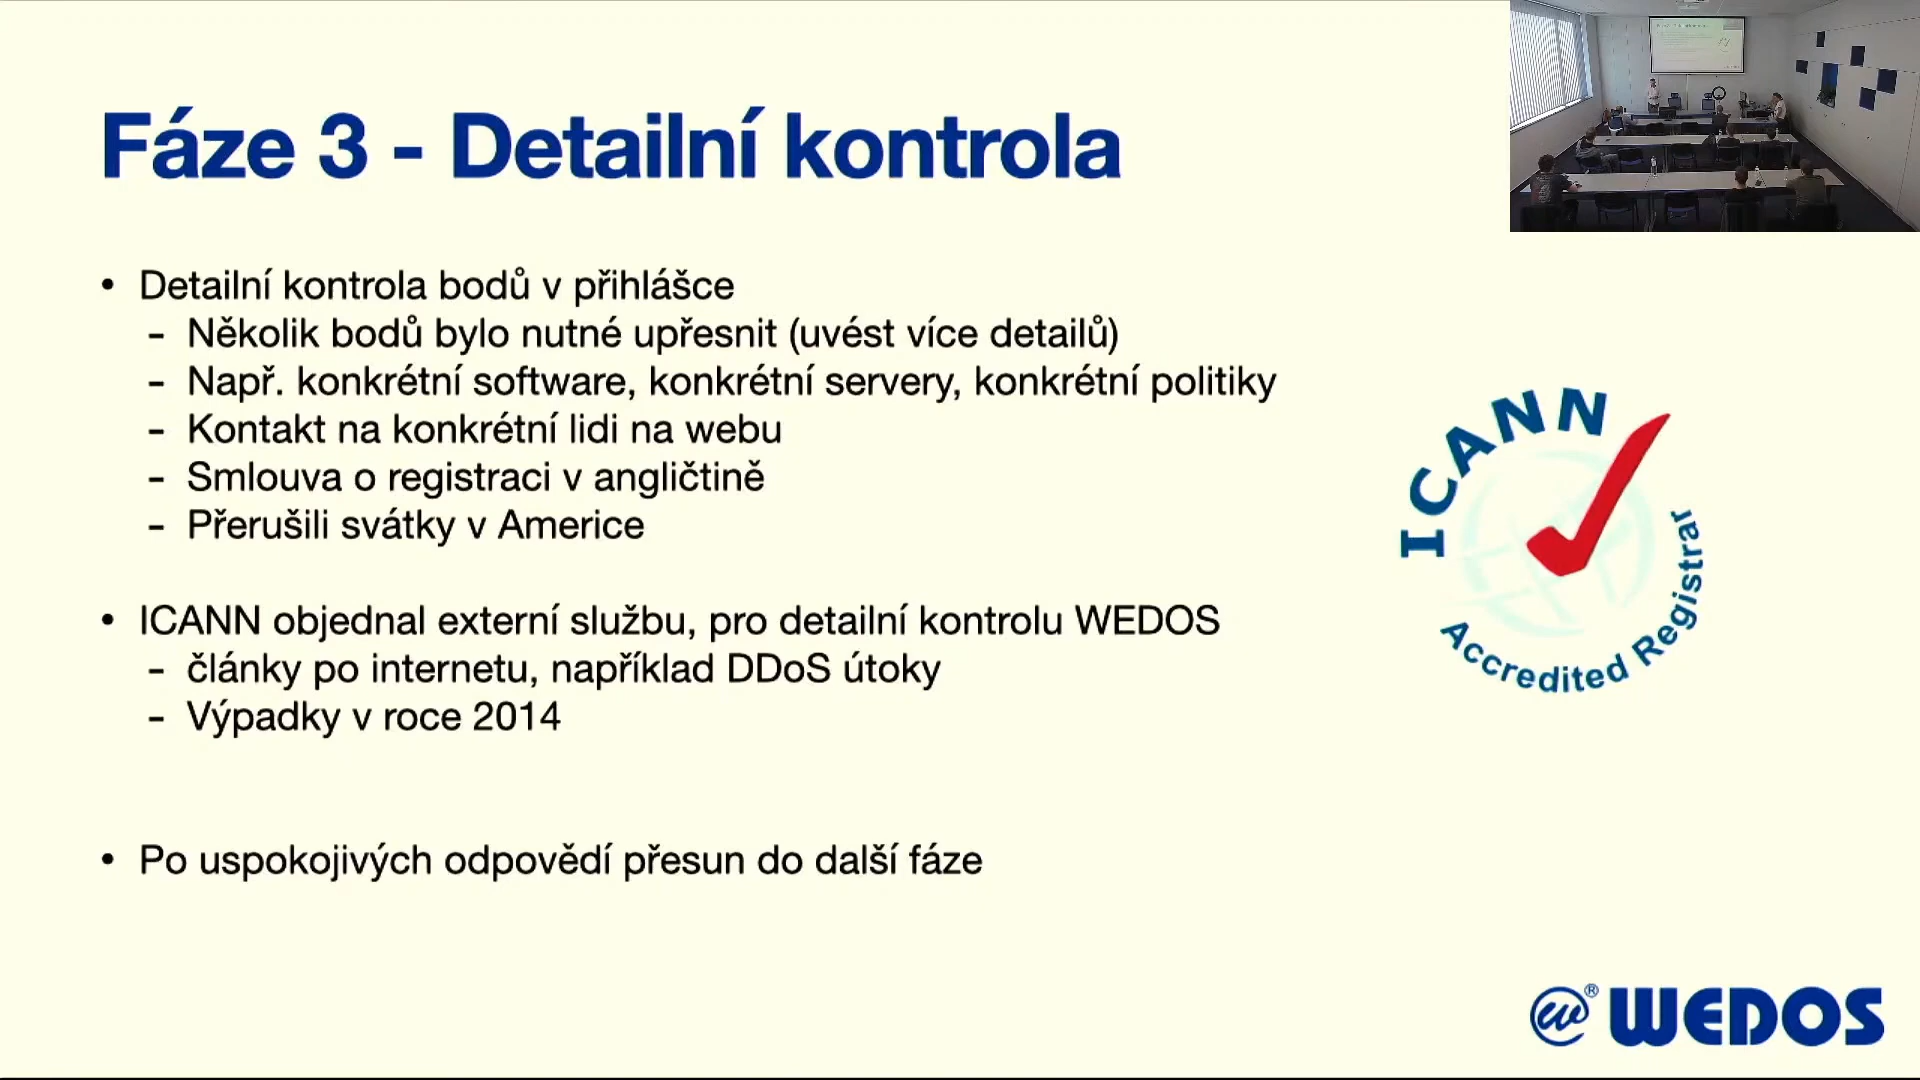 Fáze 3 - Detailní kontrola
• Detailní kontrola bodů v přihlášce
- Několik bodů bylo nutné upřesnit (uvést více detailů)
- Např. konkrétní software, konkrétní servery, konkrétní politiky
- Kontakt na konkrétní lidi na webu
- Smlouva o registraci v angličtině
- Přerušili svátky v Americe
• ICANN objednal externí službu, pro detailní kontrolu WEDOS
- články po internetu, například DDoS útoky
- Výpadky v roce 2014
• Po uspokojivých odpovědí přesun do další fáze
ICANN
Accredited Registrar
® WEDOS